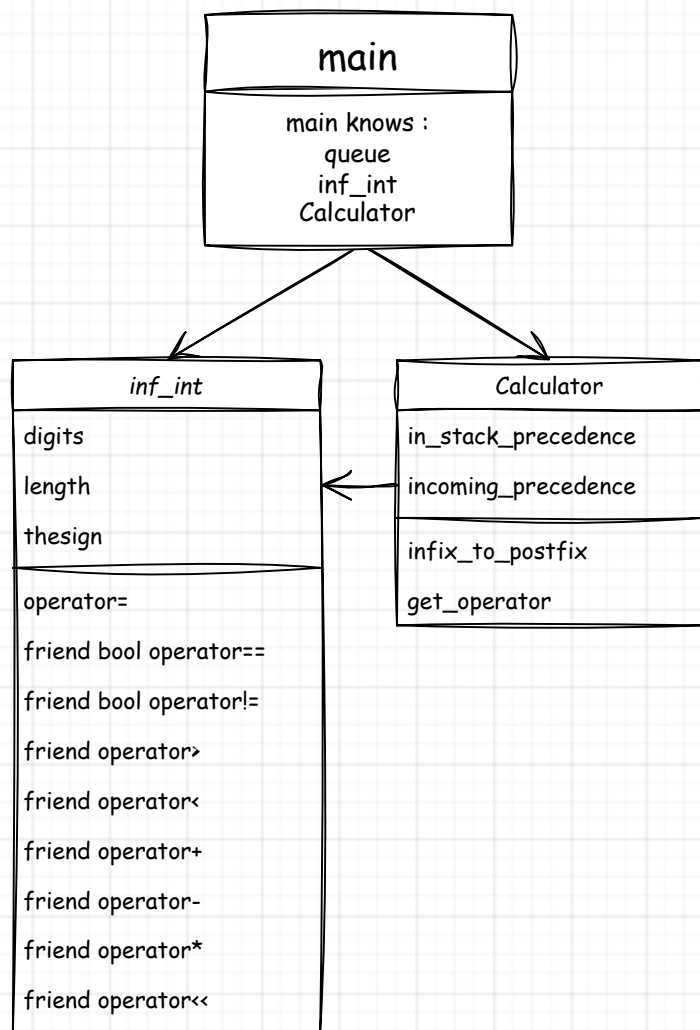 main
main knows :
queue
inf_int
Calculator
inf_int
digits
length
thesign
operator=
friend bool operator==
friend bool operator!=
friend operator>
friend operator<
friend operator+
friend operator-
friend operator*
friend operator<<
Calculator
in_stack_precedence
incoming_precedence
infix_to_postfix
get_operator